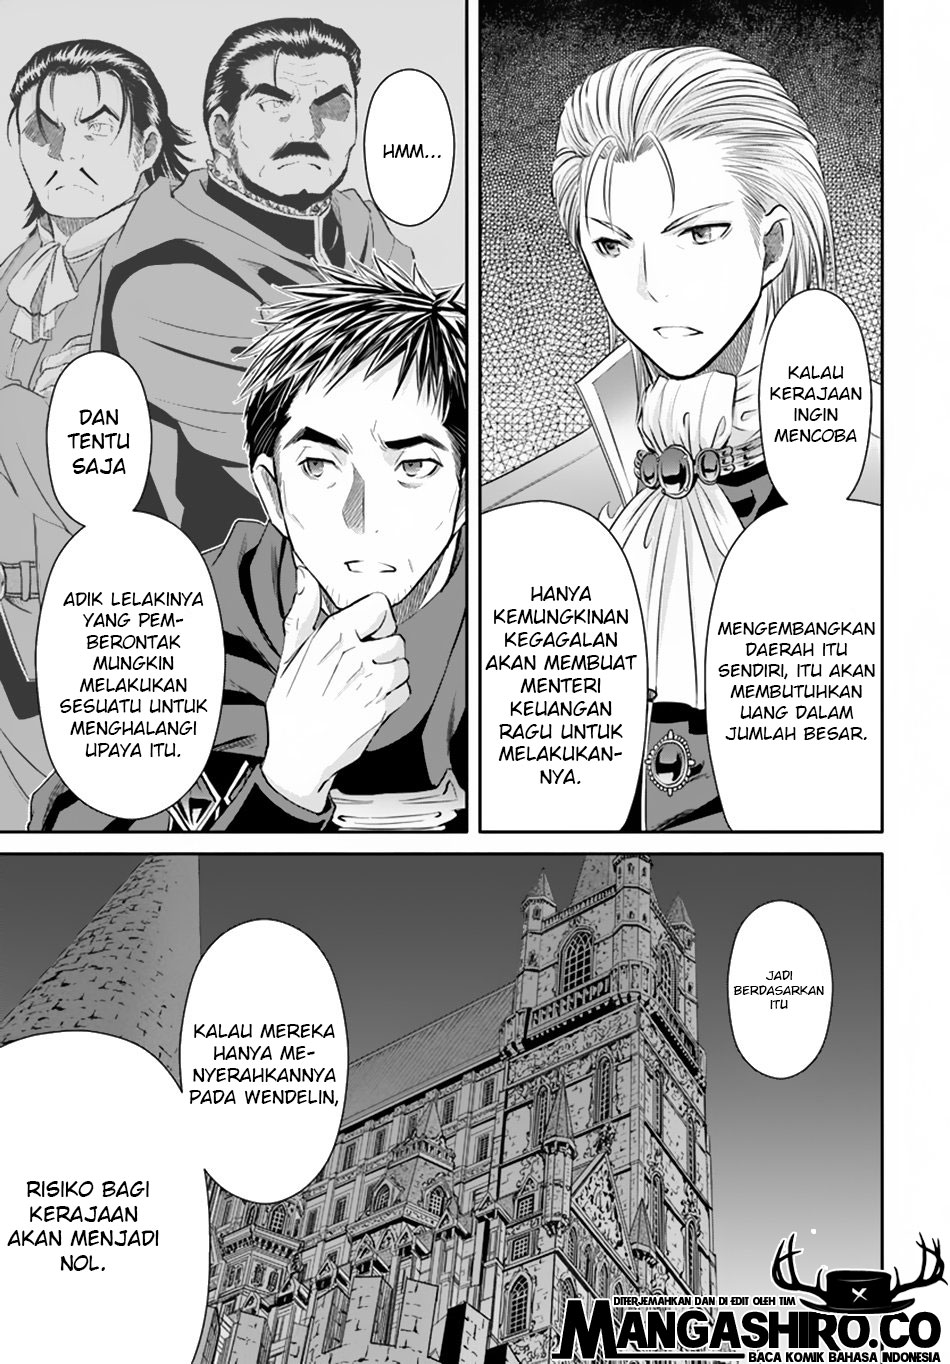 KALAU
KERAJAAN
INGIN
MENCOBA
MENGEMBANGKAN
DAERAH ITU
SENDIRI, ITU AKAN
MEMBUTUHKAN
UANG DALAM
JUMLAH BESAR.
HANYA
KEMUNGKINAN
KEGAGALAN
AKAN MEMBUAT
MENTERI
KEUANGAN
RAGU UNTUK
MELAKUKAN-
NYA.
HMM...
DAN
TENTU
SAJA
ADIK LELAKINYA
YANG PEM-
BERONTAK
MUNGKIN
MELAKUKAN
SESUATU UNTUK
MENGHALANGI
UPAYA ITU.
JADI
BERDASARKAN
ITU
KALAU MEREKA
HANYA ME-
NYERAHKANNYA
PADA WENDELIN,
RISIKO BAGI
KERAJAAN
AKAN MENJADI
NOL.
DITERJEMAHKAN DAN DI EDIT OLEH TIM
MANGASHIRO.CO
BACA KOMIK BAHASA INDONESIA